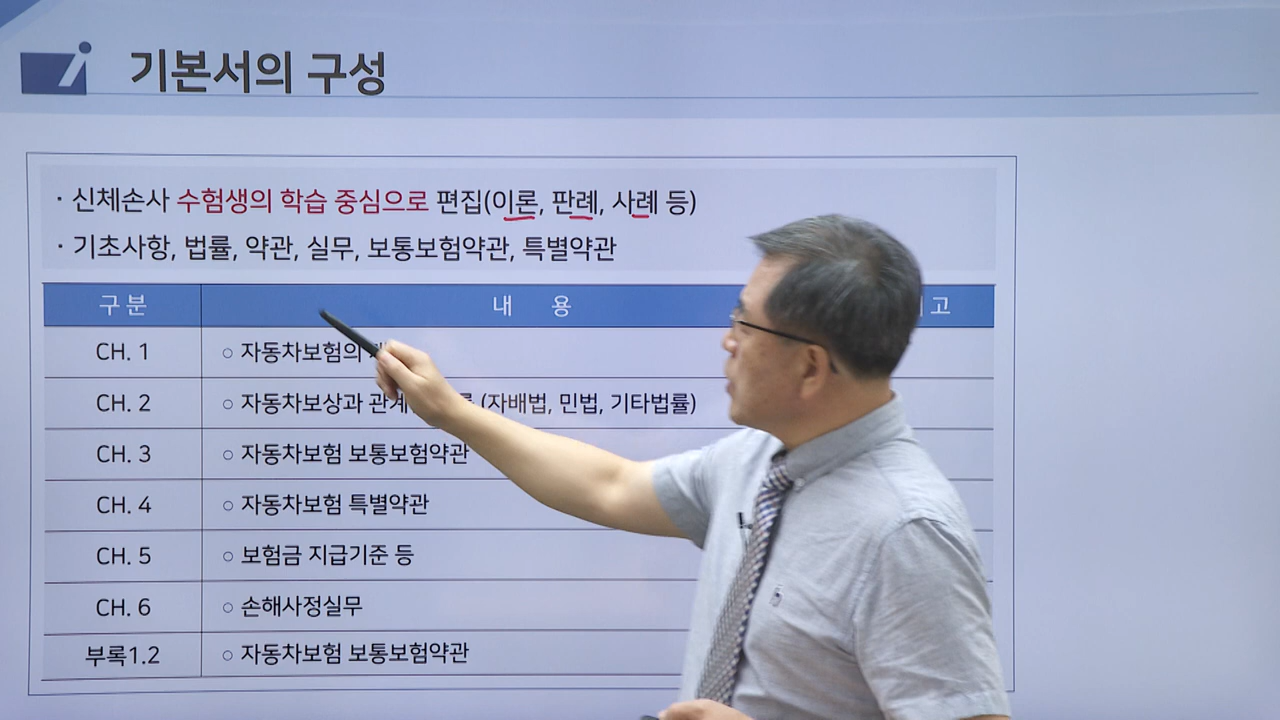 기본서의 구성
· 신체손사 수험생의 학습 중심으로 편집(이론, 판례, 사례 등)
· 기초사항, 법률, 약관, 실무, 보통보험약관, 특별약관
구 분 내 용 고
CH. 1 ○ 자동차보험의
CH. 2 ○ 자동차보상과 (자배법, 민법, 기타법률)
CH. 3 ○ 자동차보험 보통보험약관
CH. 4 ○ 자동차보험 특별약관
CH. 5 ○ 보험금 지급기준 등
CH. 6 ○ 손해사정실무
부록1.2 ○ 자동차보험 보통보험약관